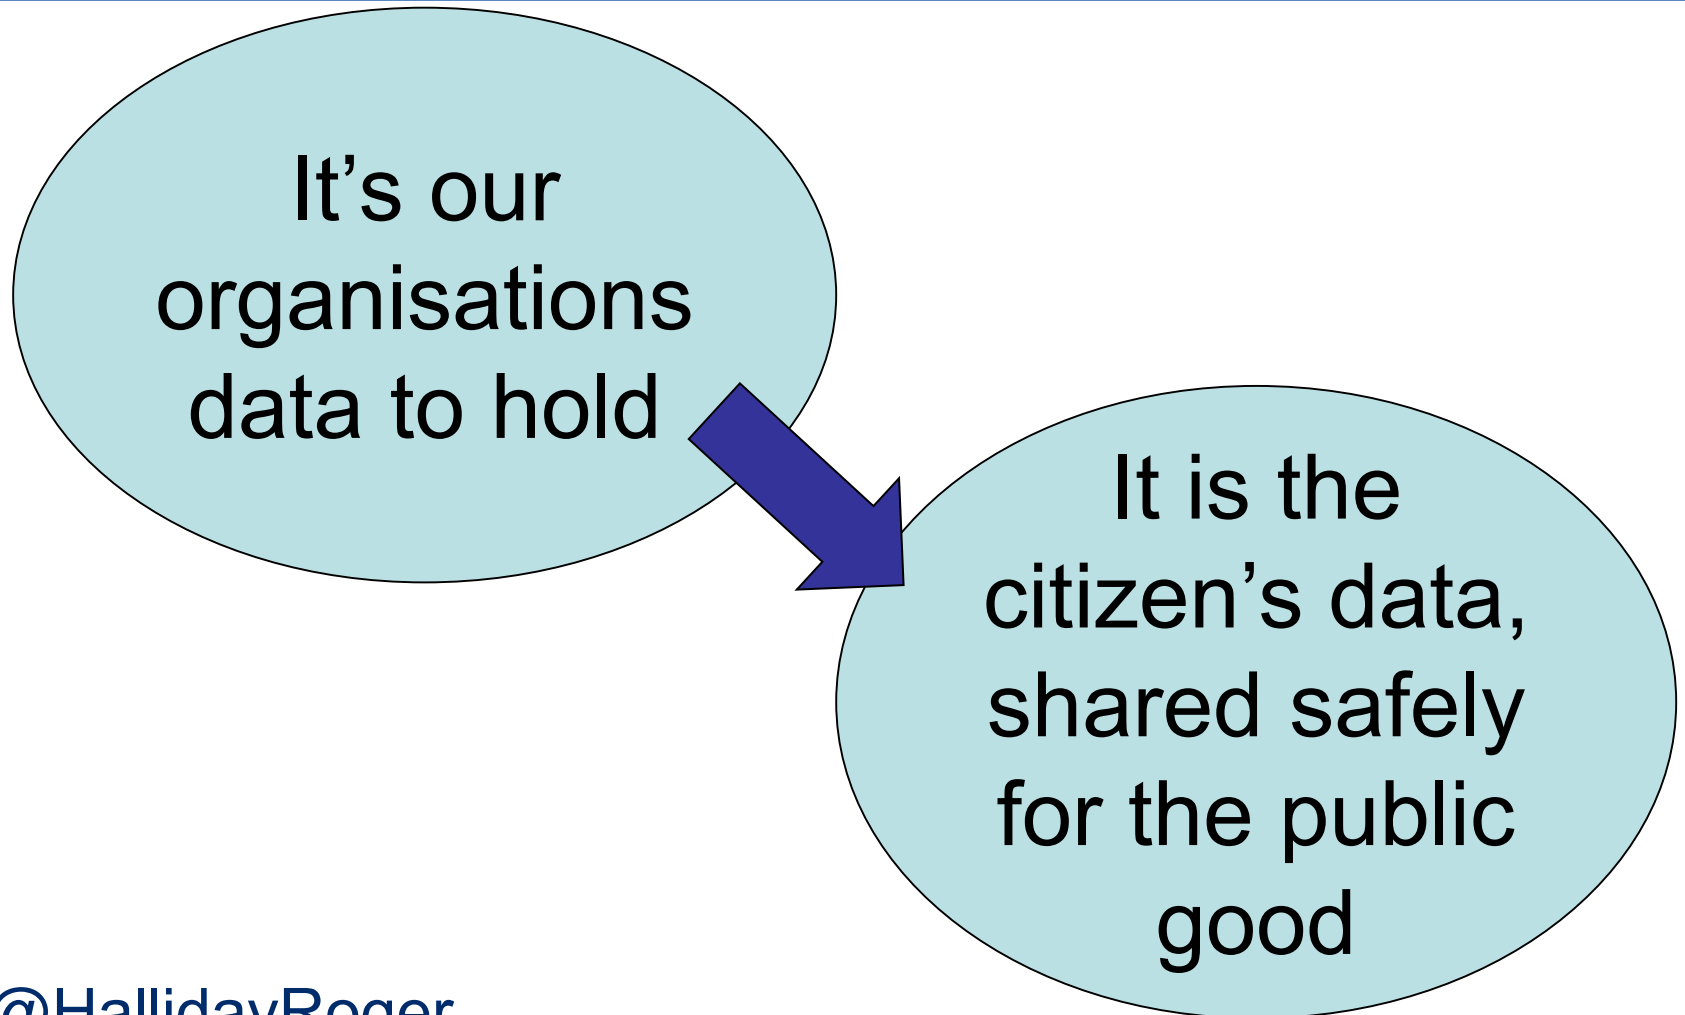 It’s our
organisations
data to hold
It is the
citizen’s data,
shared safely
for the public
good
@HallidayRoger